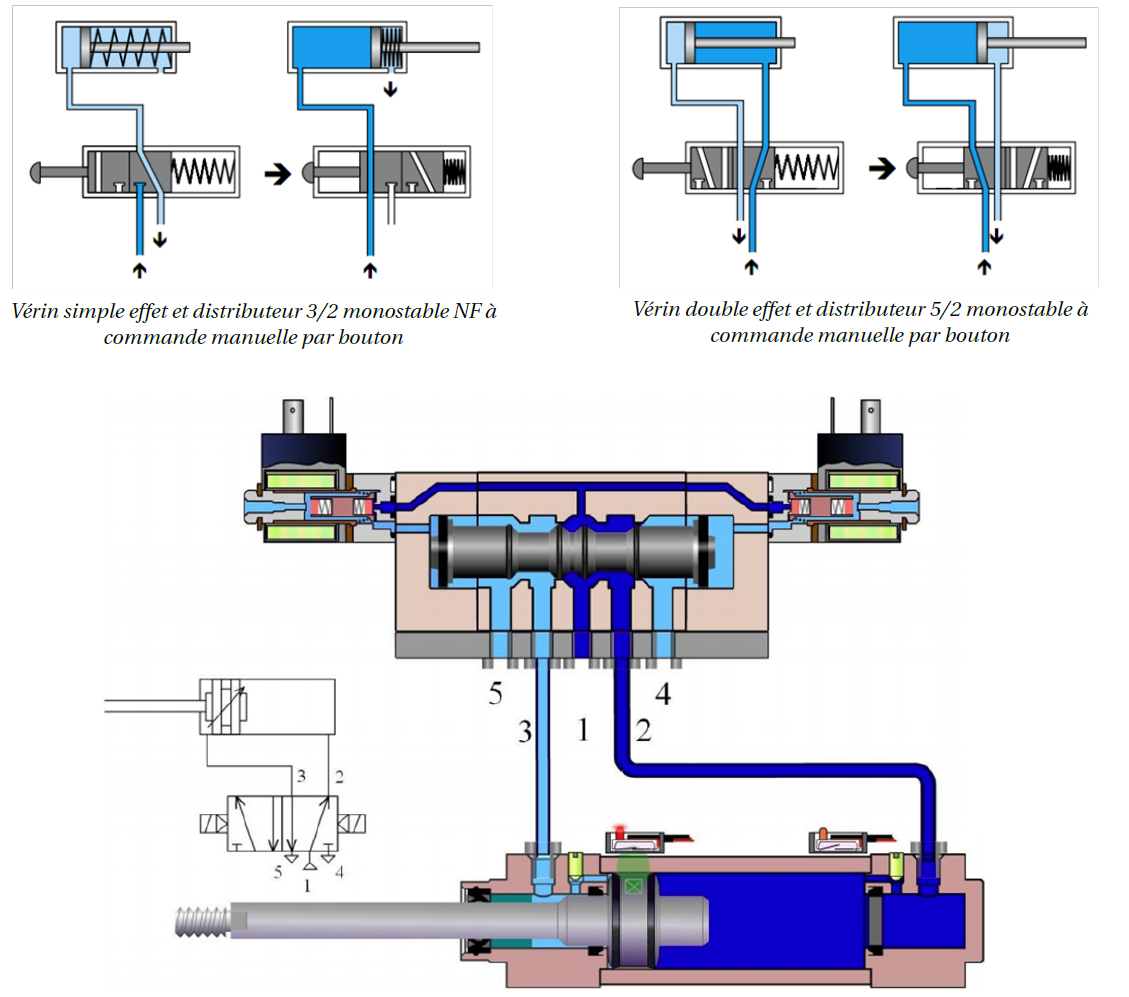 Vérin simple effet et distributeur 3/2 monostable NF à
commande manuelle par bouton
Vérin double effet et distributeur 5/2 monostable à
commande manuelle par bouton
5
4
3
1
2
3
2
5
4
1